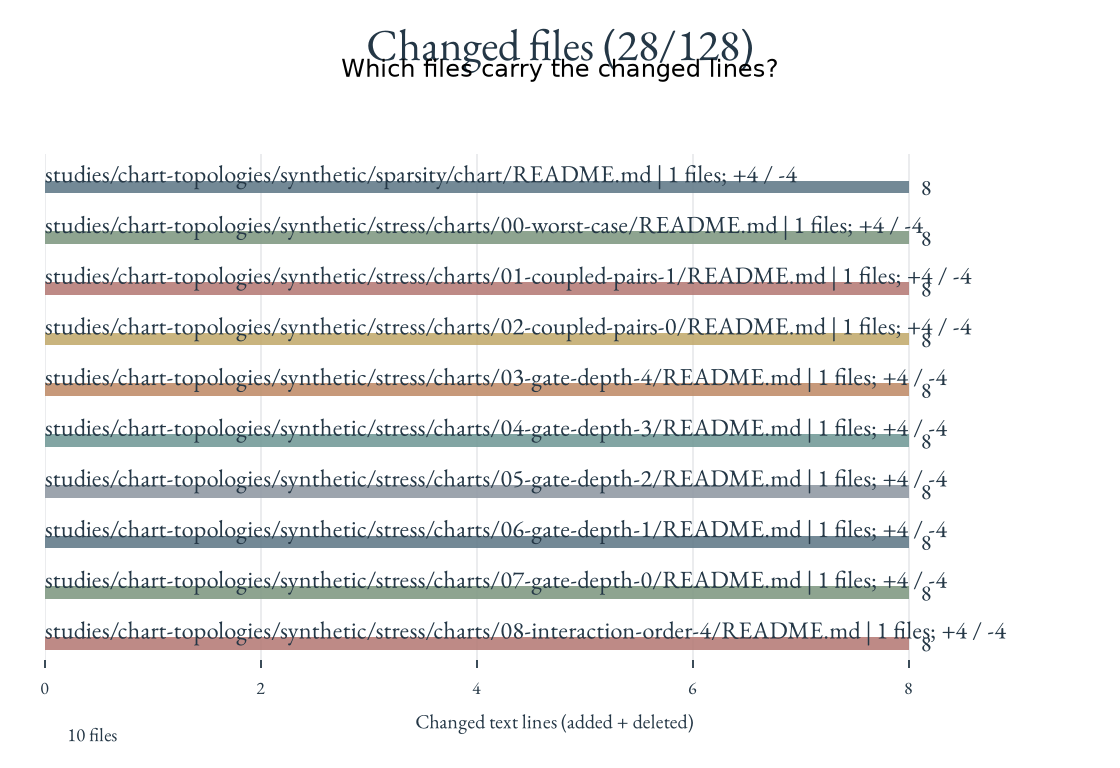 Changed files (28/128)
Which files carry the changed lines?
studies/chart-topologies/synthetic/sparsity/chart/README.md | 1 files; +4 / -4
8
studies/chart-topologies/synthetic/stress/charts/00-worst-case/README.md | 1 files; +4 / -4
8
studies/chart-topologies/synthetic/stress/charts/01-coupled-pairs-1/README.md | 1 files; +4 / -4
8
studies/chart-topologies/synthetic/stress/charts/02-coupled-pairs-0/README.md | 1 files; +4 / -4
8
studies/chart-topologies/synthetic/stress/charts/03-gate-depth-4/README.md | 1 files; +4 / -4
8
studies/chart-topologies/synthetic/stress/charts/04-gate-depth-3/README.md | 1 files; +4 / -4
8
studies/chart-topologies/synthetic/stress/charts/05-gate-depth-2/README.md | 1 files; +4 / -4
8
studies/chart-topologies/synthetic/stress/charts/06-gate-depth-1/README.md | 1 files; +4 / -4
8
studies/chart-topologies/synthetic/stress/charts/07-gate-depth-0/README.md | 1 files; +4 / -4
8
studies/chart-topologies/synthetic/stress/charts/08-interaction-order-4/README.md | 1 files; +4 / -4
8
0 2 4 6 8
Changed text lines (added + deleted)
10 files